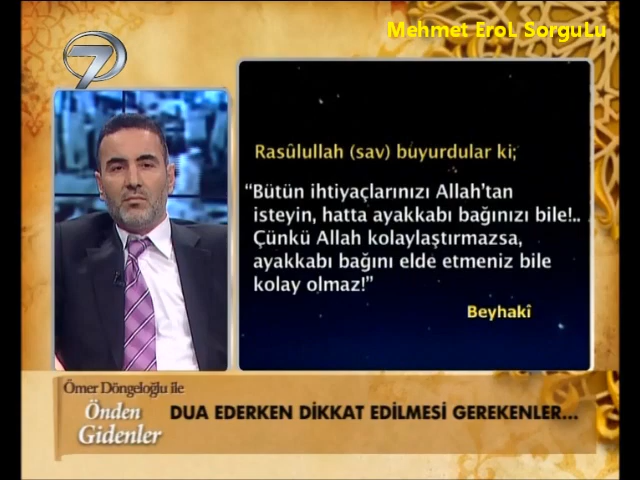 Mehmet EroL SorguLu
7
Rasûlullah (sav) buyurdular ki;
“Bütün ihtiyaçlarınızı Allah’tan
isteyin, hatta ayakkabı bağınızı bile!..
Çünkü Allah kolaylaştırmazsa,
ayakkabı bağını elde etmeniz bile
kolay olmaz!”
Beyhakî
Ömer Döngeloğlu ile
Önden
Gidenler
DUA EDERKEN DİKKAT EDİLMESİ GEREKENLER...